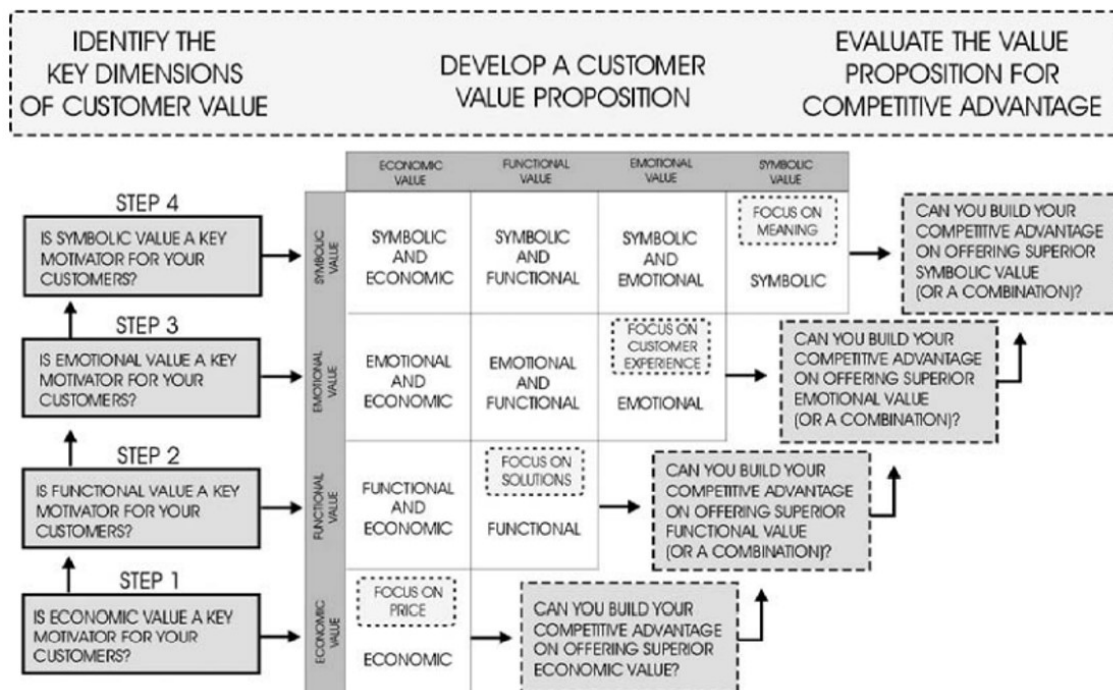 IDENTIFY THE
KEY DIMENSIONS
OF CUSTOMER VALUE
DEVELOP A CUSTOMER
VALUE PROPOSITION
EVALUATE THE VALUE
PROPOSITION FOR
COMPETITIVE ADVANTAGE
ECONOMIC
VALUE
FUNCTIONAL
VALUE
EMOTIONAL
VALUE
SYMBOLIC
VALUE
STEP 4
IS SYMBOLIC VALUE A KEY
MOTIVATOR FOR YOUR
CUSTOMERS?
SYMBOLIC
VALUE
SYMBOLIC
AND
ECONOMIC
SYMBOLIC
AND
FUNCTIONAL
SYMBOLIC
AND
EMOTIONAL
FOCUS ON
MEANING
SYMBOLIC
CAN YOU BUILD YOUR
COMPETITIVE ADVANTAGE
ON OFFERING SUPERIOR
SYMBOLIC VALUE
(OR A COMBINATION)?
STEP 3
IS EMOTIONAL VALUE A KEY
MOTIVATOR FOR YOUR
CUSTOMERS?
EMOTIONAL
VALUE
EMOTIONAL
AND
ECONOMIC
EMOTIONAL
AND
FUNCTIONAL
FOCUS ON
CUSTOMER
EXPERIENCE
EMOTIONAL
CAN YOU BUILD YOUR
COMPETITIVE ADVANTAGE
ON OFFERING SUPERIOR
EMOTIONAL VALUE
(OR A COMBINATION)?
STEP 2
IS FUNCTIONAL VALUE A KEY
MOTIVATOR FOR YOUR
CUSTOMERS?
FUNCTIONAL
VALUE
FUNCTIONAL
AND
ECONOMIC
FOCUS ON
SOLUTIONS
FUNCTIONAL
CAN YOU BUILD YOUR
COMPETITIVE ADVANTAGE
ON OFFERING SUPERIOR
FUNCTIONAL VALUE
(OR A COMBINATION)?
STEP 1
IS ECONOMIC VALUE A KEY
MOTIVATOR FOR YOUR
CUSTOMERS?
ECONOMIC
VALUE
FOCUS ON
PRICE
ECONOMIC
CAN YOU BUILD YOUR
COMPETITIVE ADVANTAGE
ON OFFERING SUPERIOR
ECONOMIC VALUE?